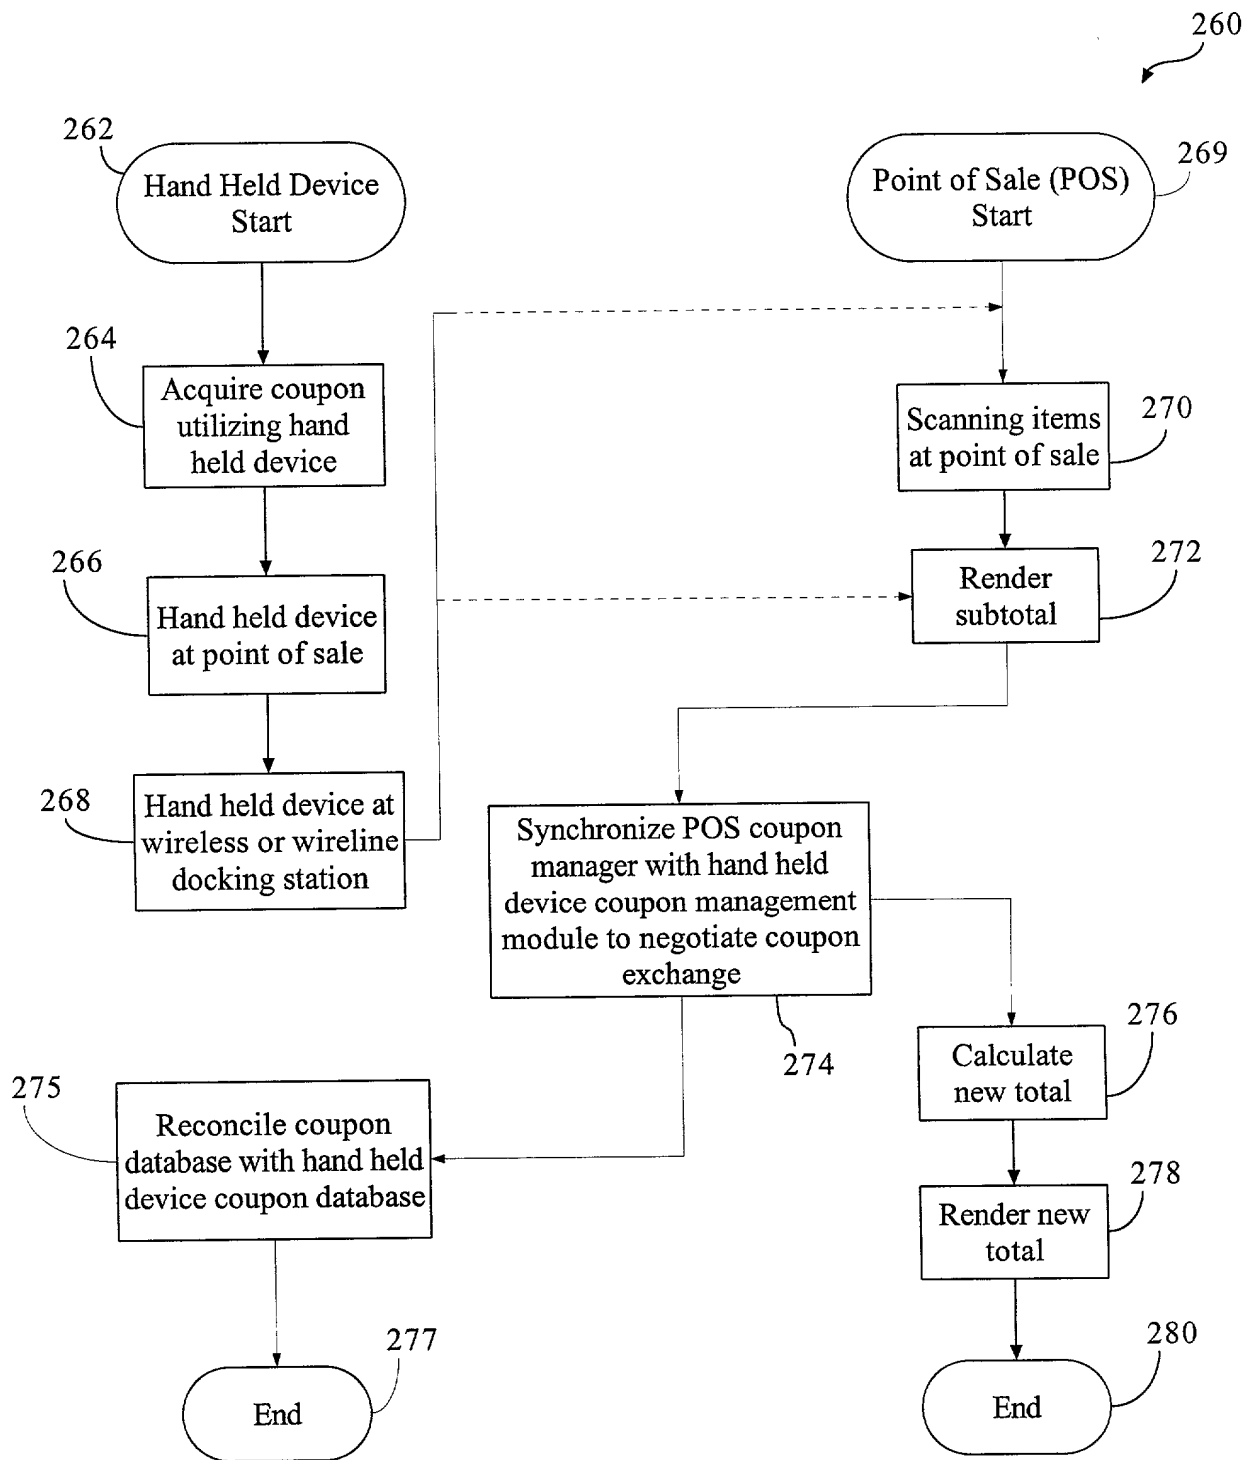 260
262
Hand Held Device
Start
Point of Sale (POS)
Start
269
264
Acquire coupon
utilizing hand
held device
Scanning items
at point of sale
270
266
Hand held device
at point of sale
Render
subtotal
272
268
Hand held device at
wireless or wireline
docking station
Synchronize POS coupon
manager with hand held
device coupon management
module to negotiate coupon
exchange
274
276
Calculate
new total
275
Reconcile coupon
database with hand held
device coupon database
278
Render new
total
277
End
280
End